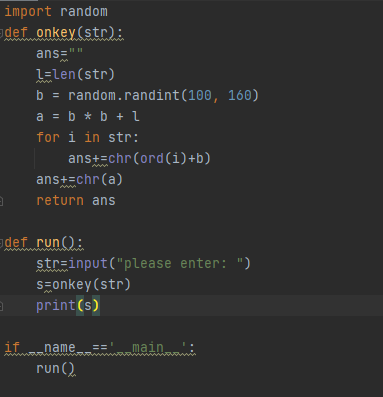 import random
def onkey(str):
    ans=""
    l=len(str)
    b = random.randint(100, 160)
    a = b * b + l
    for i in str:
        ans+=chr(ord(i)+b)
    ans+=chr(a)
    return ans
def run():
    str=input("please enter: ")
    s=onkey(str)
    print(s)
if __name__=='__main__':
    run()